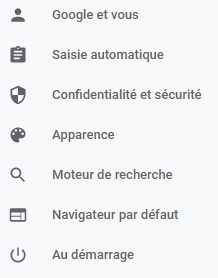 Google et vous
Saisie automatique
Confidentialité et sécurité
Apparence
Moteur de recherche
Navigateur par défaut
Au démarrage